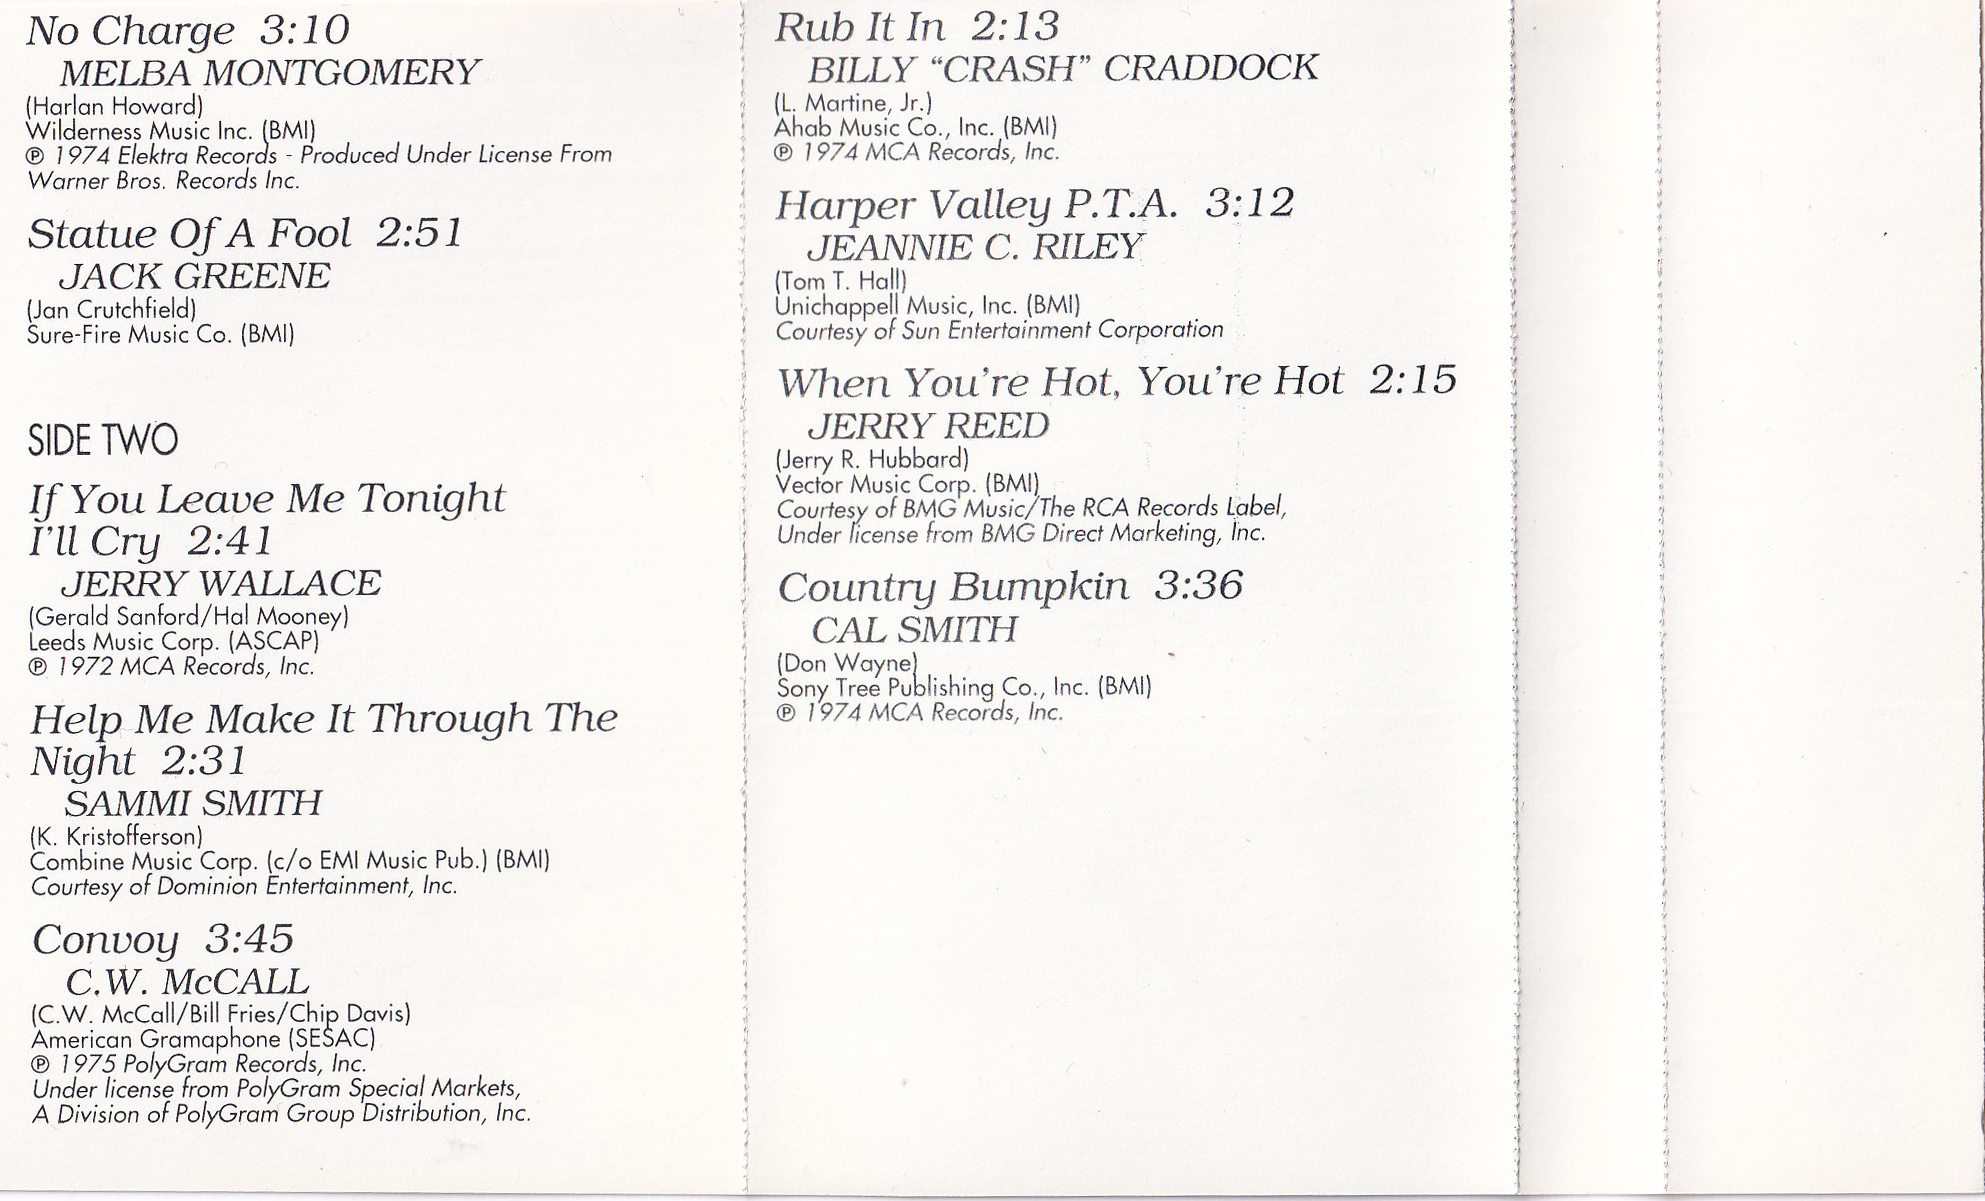 No Charge 3:10
MELBA MONTGOMERY
(Harlan Howard)
Wilderness Music Inc. (BMI)
℗ 1974 Elektra Records - Produced Under License From
Warner Bros. Records Inc.
Statue Of A Fool 2:51
JACK GREENE
(Jan Crutchfield)
Sure-Fire Music Co. (BMI)
SIDE TWO
If You Leave Me Tonight
I'll Cry 2:41
JERRY WALLACE
(Gerald Sanford/Hal Mooney)
Leeds Music Corp. (ASCAP)
℗ 1972 MCA Records, Inc.
Help Me Make It Through The
Night 2:31
SAMMI SMITH
(K. Kristofferson)
Combine Music Corp. (c/o EMI Music Pub.) (BMI)
Courtesy of Dominion Entertainment, Inc.
Convoy 3:45
C.W. McCALL
(C.W. McCall/Bill Fries/Chip Davis)
American Gramaphone (SESAC)
℗ 1975 PolyGram Records, Inc.
Under license from PolyGram Special Markets,
A Division of PolyGram Group Distribution, Inc.
Rub It In 2:13
BILLY “CRASH” CRADDOCK
(L. Martine, Jr.)
Ahab Music Co., Inc. (BMI)
℗ 1974 MCA Records, Inc.
Harper Valley P.T.A. 3:12
JEANNIE C. RILEY
(Tom T. Hall)
Unichappell Music, Inc. (BMI)
Courtesy of Sun Entertainment Corporation
When You're Hot, You're Hot 2:15
JERRY REED
(Jerry R. Hubbard)
Vector Music Corp. (BMI)
Courtesy of BMG Music/The RCA Records Label,
Under license from BMG Direct Marketing, Inc.
Country Bumpkin 3:36
CAL SMITH
(Don Wayne)
Sony Tree Publishing Co., Inc. (BMI)
℗ 1974 MCA Records, Inc.